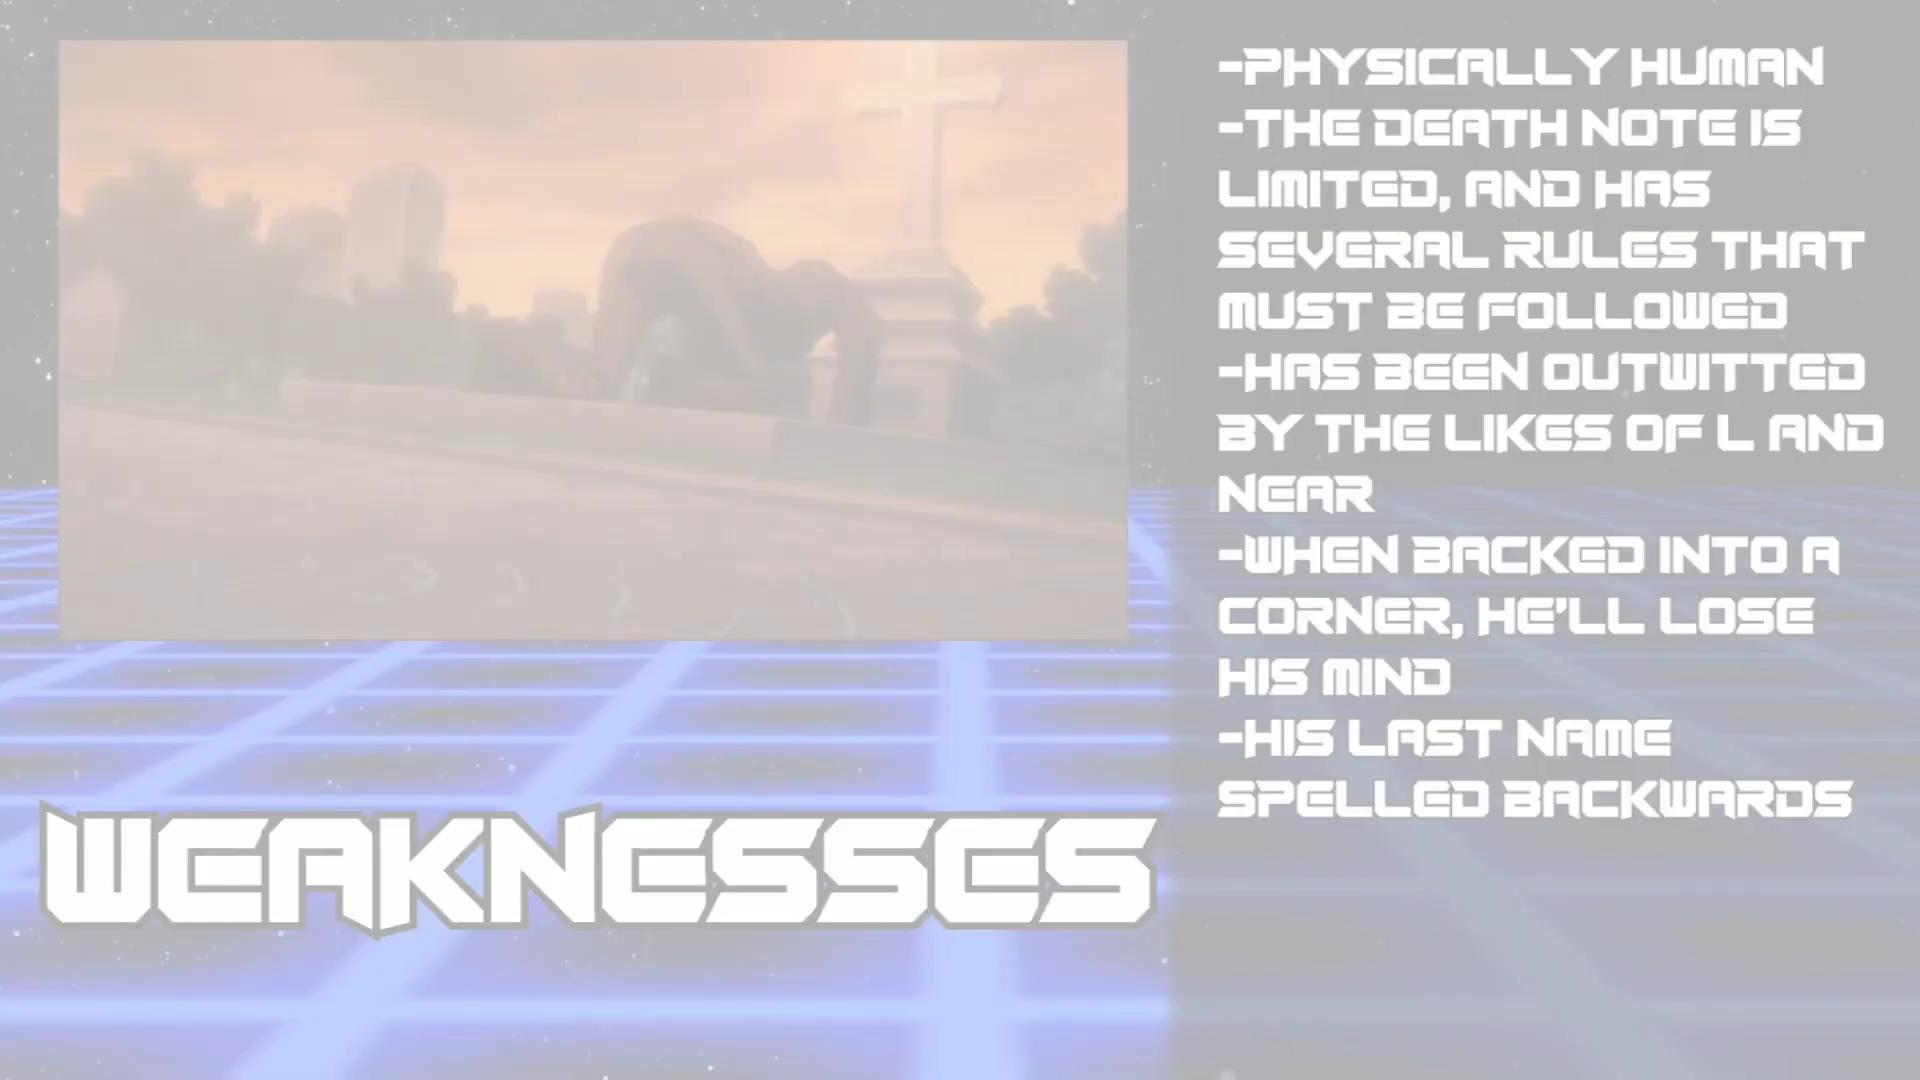 -PHYSICALLY HUMAN
-THE DEATH NOTE IS
LIMITED, AND HAS
SEVERAL RULES THAT
MUST BE FOLLOWED
-HAS BEEN OUTWITTED
BY THE LIKES OF L AND
NEAR
-WHEN BACKED INTO A
CORNER, HE'LL LOSE
HIS MIND
-HIS LAST NAME
SPELLED BACKWARDS
WEAKNESSES